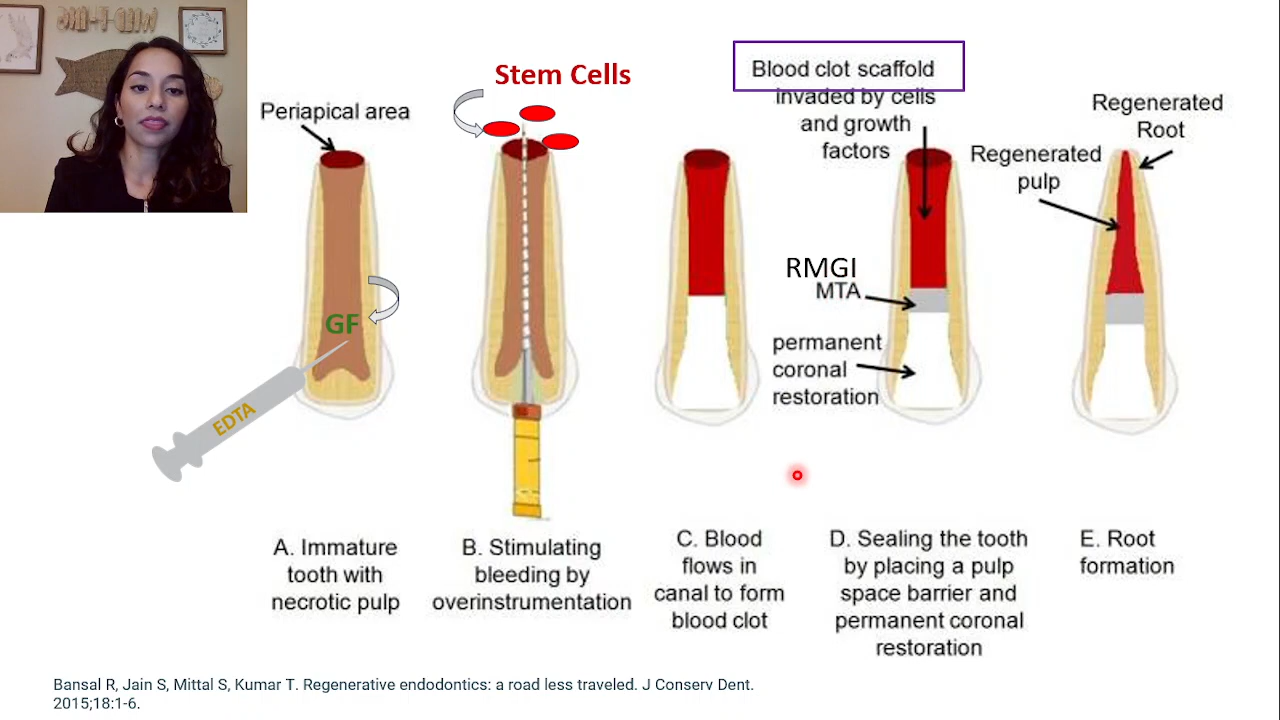 Stem Cells
Periapical area
GF
EDTA
Blood clot scaffold
invaded by cells
and growth
factors
RMGI
MTA
permanent
coronal
restoration
Regenerated
Root
Regenerated
pulp
A. Immature
tooth with
necrotic pulp
B. Stimulating
bleeding by
overinstrumentation
C. Blood
flows in
canal to form
blood clot
D. Sealing the tooth
by placing a pulp
space barrier and
permanent coronal
restoration
E. Root
formation
Bansal R, Jain S, Mittal S, Kumar T. Regenerative endodontics: a road less traveled. J Conserv Dent.
2015;18:1-6.